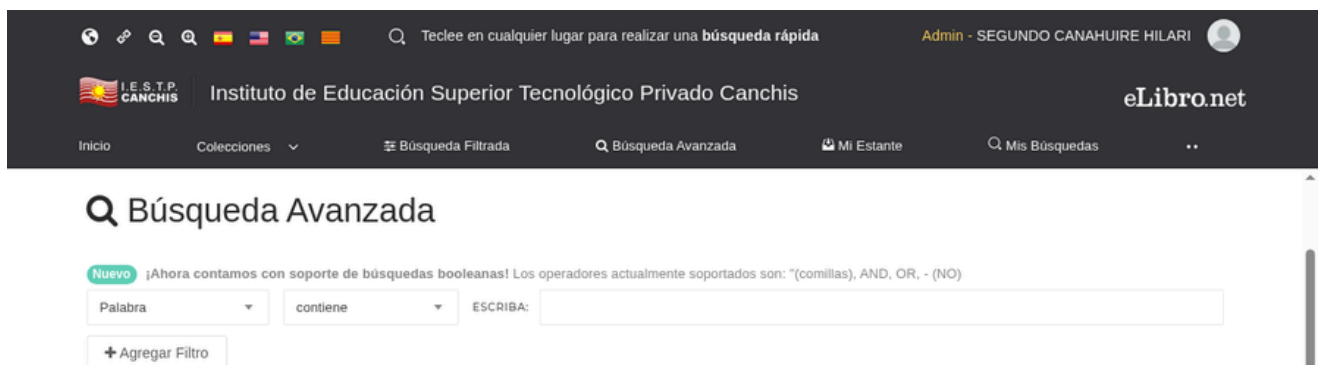 Teclee en cualquier lugar para realizar una búsqueda rápida Admin - SEGUNDO CANAHUIRE HILARI
I.E.S.T.P. CANCHIS Instituto de Educación Superior Tecnológico Privado Canchis eLibro.net
Inicio Colecciones Búsqueda Filtrada Búsqueda Avanzada Mi Estante Mis Búsquedas
Búsqueda Avanzada
Nuevo ¡Ahora contamos con soporte de búsquedas booleanas! Los operadores actualmente soportados son: "(comillas), AND, OR, - (NO)
Palabra contiene ESCRIBA:
+ Agregar Filtro